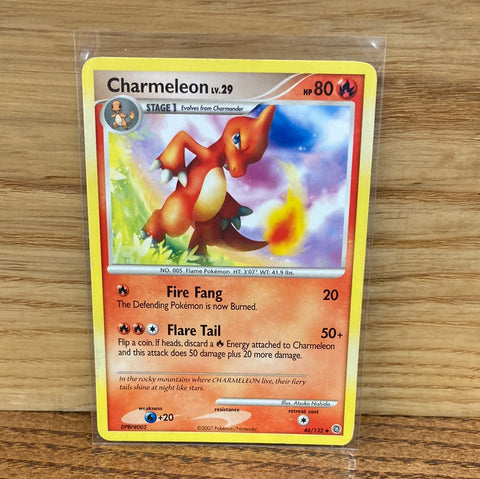 Charmeleon LV.29 HP 80
STAGE 1 Evolves from Charmander
NO. 005 Flame Pokémon HT: 3'07" WT: 41.9 lbs.
Fire Fang 20
The Defending Pokémon is now Burned.
Flare Tail 50+
Flip a coin. If heads, discard a Energy attached to Charmeleon
and this attack does 50 damage plus 20 more damage.
In the rocky mountains where CHARMELEON live, their fiery
tails shine at night like stars.
Illus. Atsuko Nishida
weakness resistance retreat cost
+20
DPBP#005 ©2007 Pokémon/Nintendo 46/132